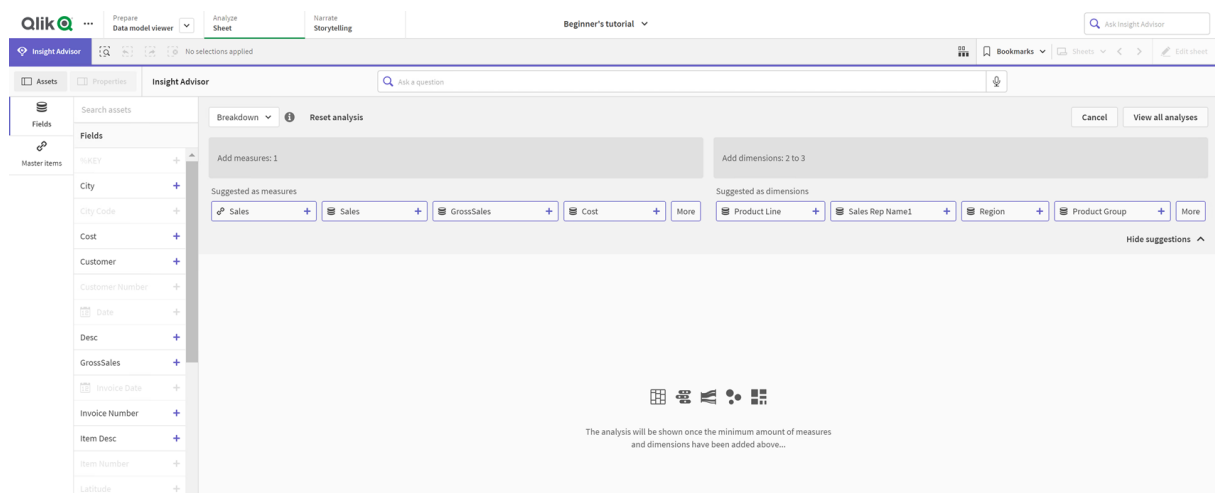 Qlik
Prepare
Data model viewer
Analyze
Sheet
Narrate
Storytelling
Beginner's tutorial
Ask Insight Advisor
Insight Advisor
No selections applied
Bookmarks
Sheets
Edit sheet
Assets
Properties
Insight Advisor
Ask a question
Fields
Master items
Search assets
Fields
%KEY
City
City Code
Cost
Customer
Customer Number
Date
Desc
GrossSales
Invoice Date
Invoice Number
Item Desc
Item Number
Latitude
Breakdown
Reset analysis
Cancel
View all analyses
Add measures: 1
Add dimensions: 2 to 3
Suggested as measures
Sales
Sales
GrossSales
Cost
More
Suggested as dimensions
Product Line
Sales Rep Name1
Region
Product Group
More
Hide suggestions
The analysis will be shown once the minimum amount of measures
and dimensions have been added above...